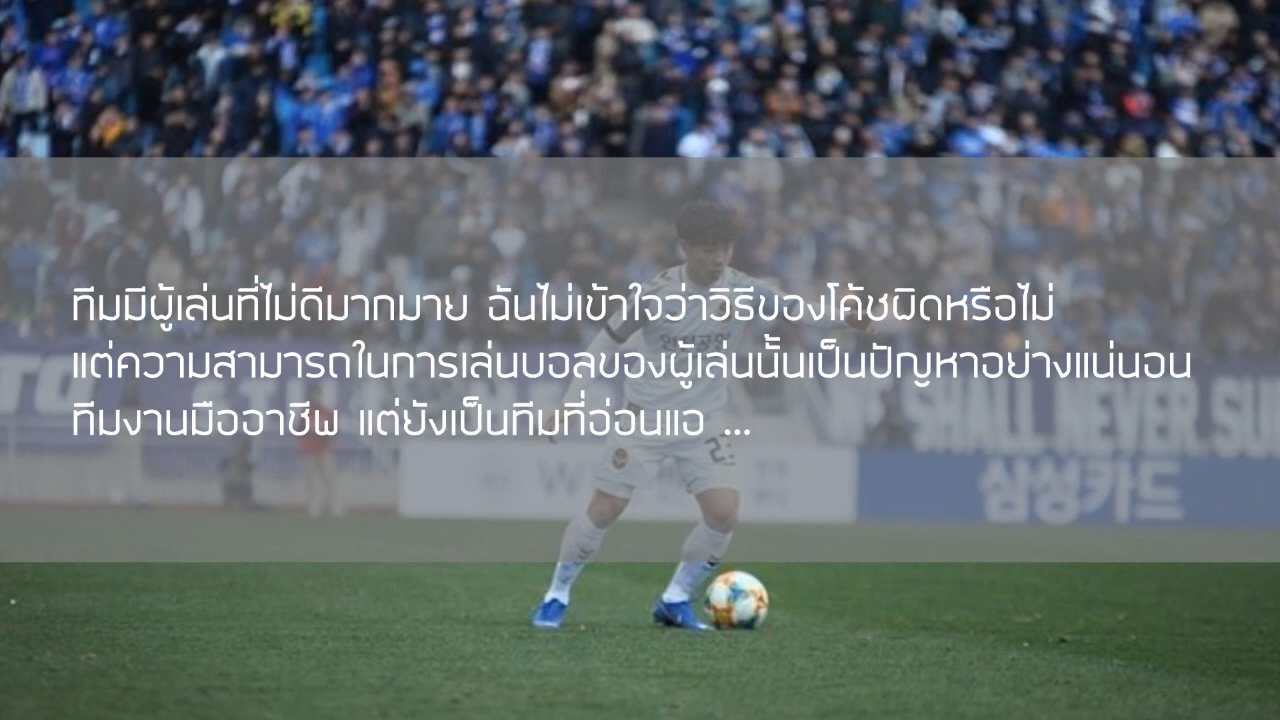 ทีมมีผู้เล่นที่ไม่ดีมากมาย ฉันไม่เข้าใจว่าวิธีของโค้ชผิดหรือไม่
แต่ความสามารถในการเล่นบอลของผู้เล่นนั้นเป็นปัญหาอย่างแน่นอน
ทีมงานมืออาชีพ แต่ยังเป็นทีมที่อ่อนแอ ...
SHALL NEVER
삼성카드
23